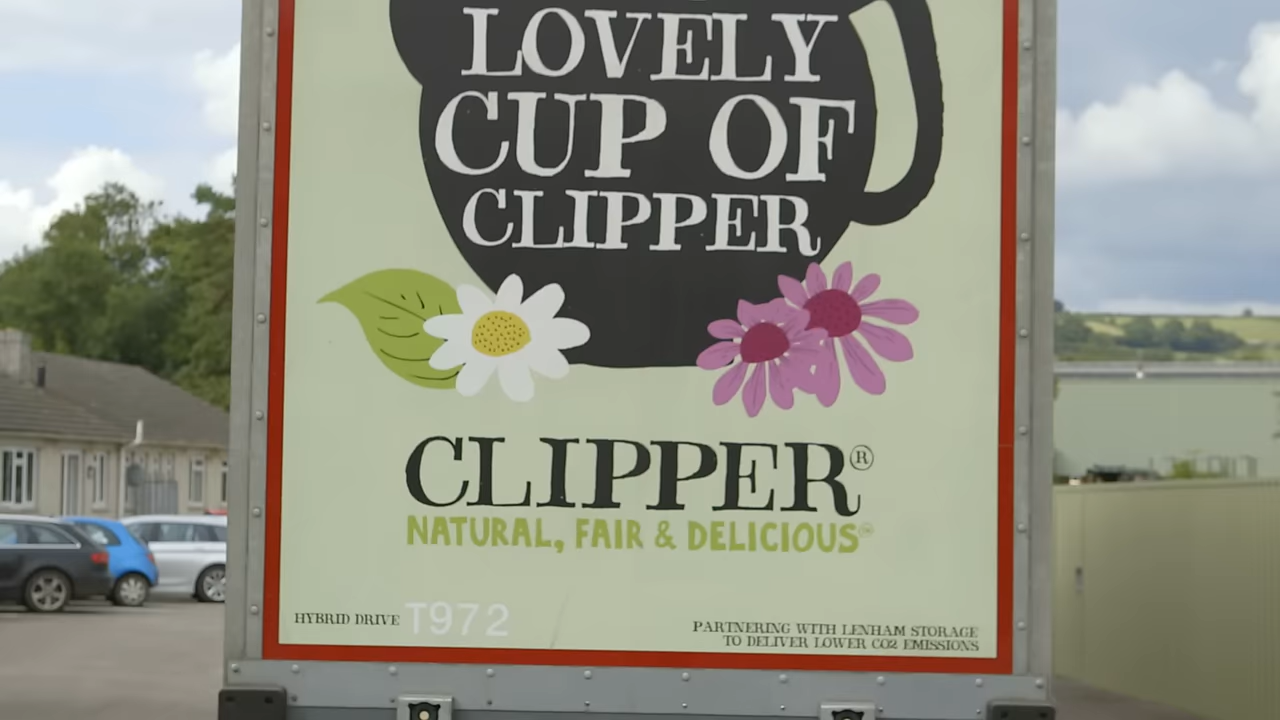 LOVELY
CUP OF
CLIPPER
CLIPPER®
NATURAL, FAIR & DELICIOUS
HYBRID DRIVE T972
PARTNERING WITH LENHAM STORAGE
TO DELIVER LOWER CO2 EMISSIONS